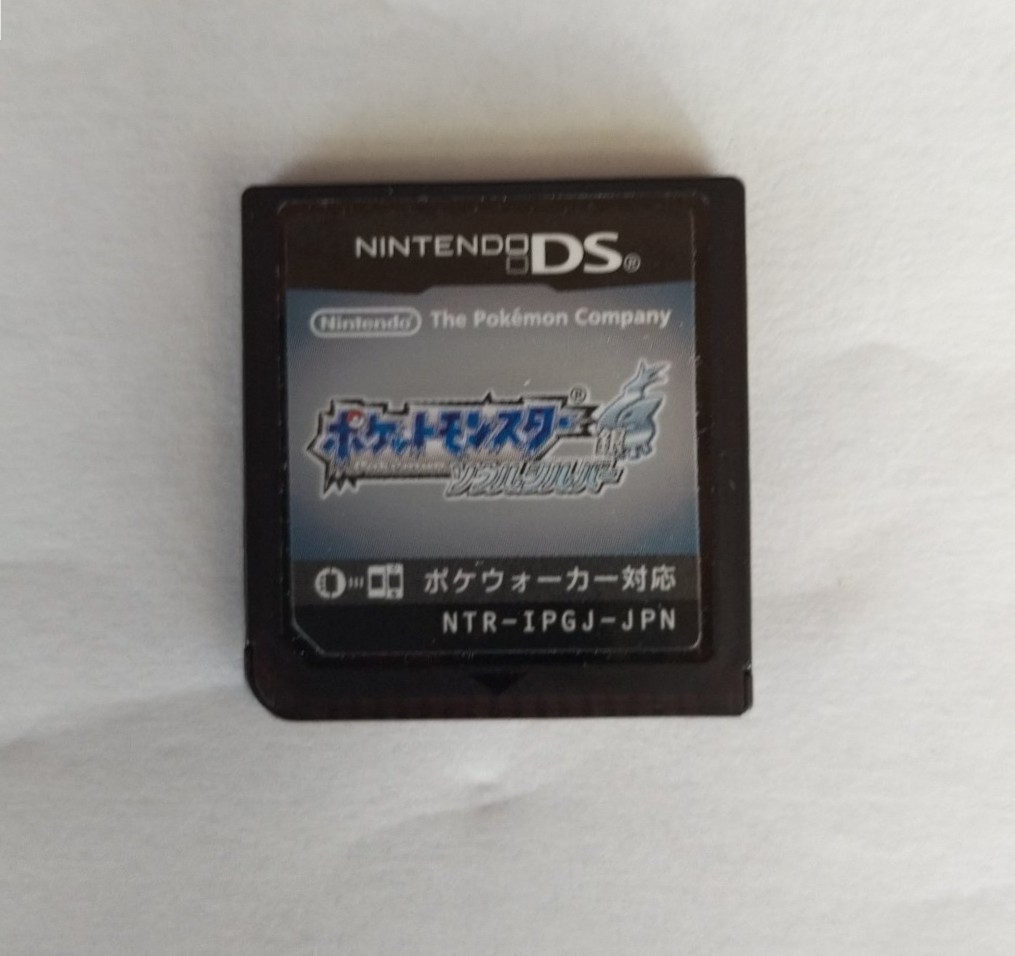 NINTENDO DS®
Nintendo® The Pokémon Company
ポケットモンスター®
Pokémon
銀
ソウルシルバー
ポケウォーカー対応
NTR-IPGJ-JPN